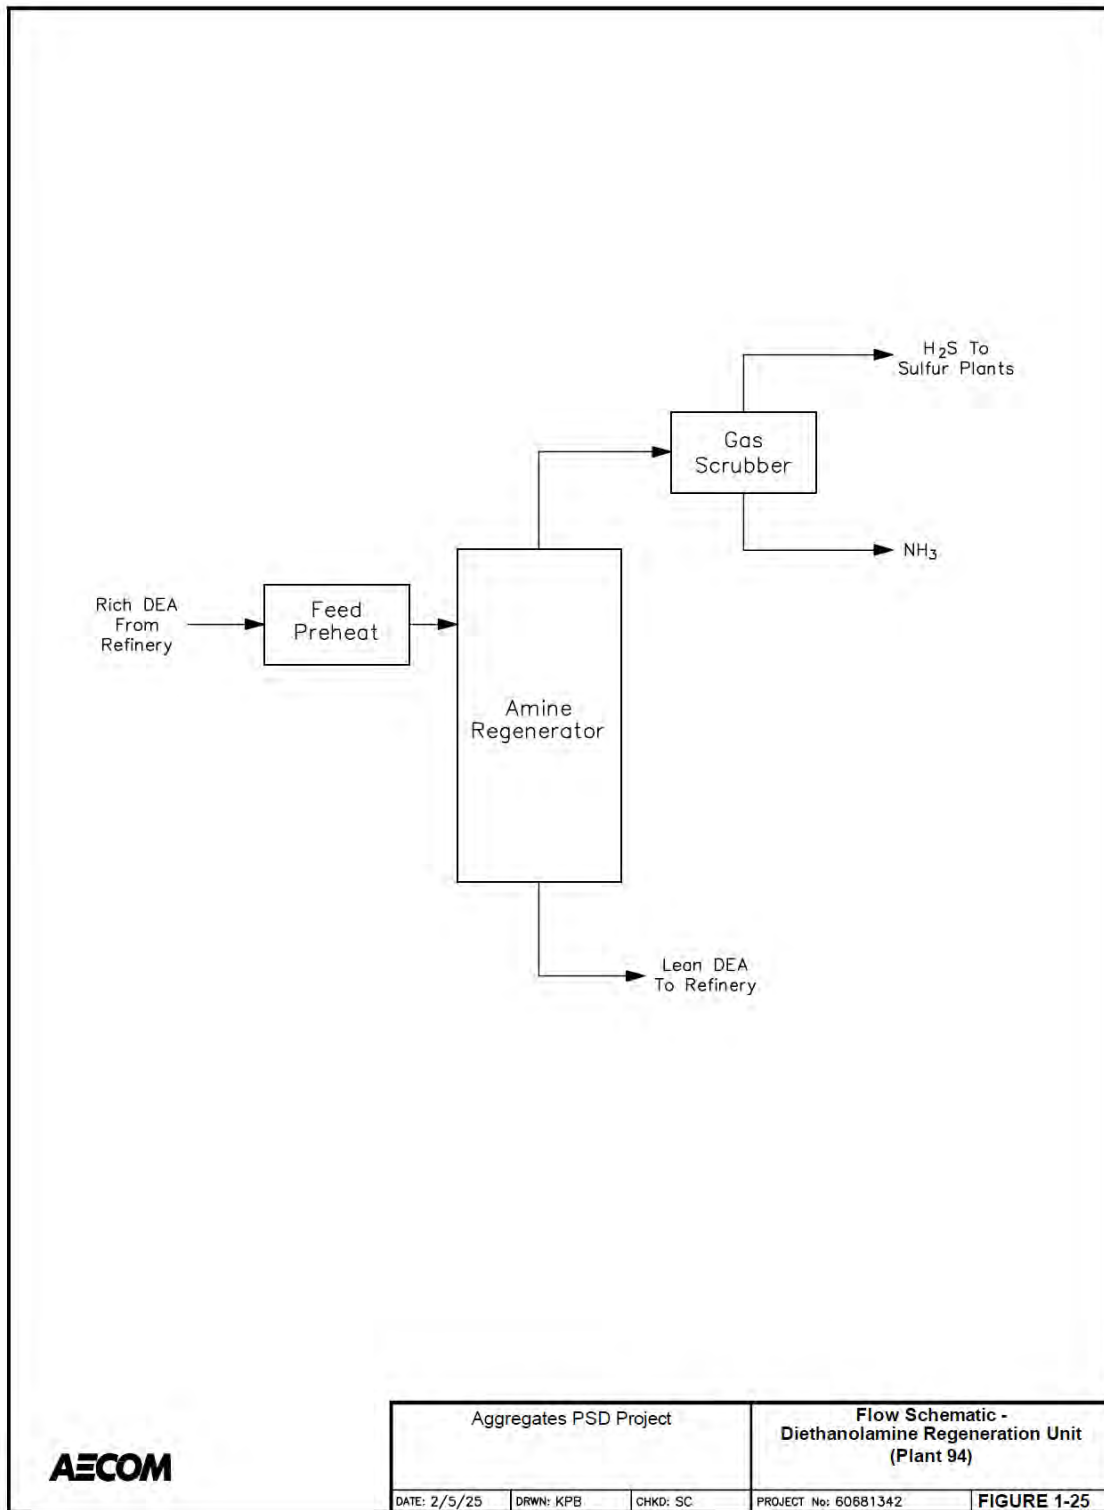 H₂S To
Sulfur Plants
Gas
Scrubber
NH₃
Rich DEA
From
Refinery
Feed
Preheat
Amine
Regenerator
Lean DEA
To Refinery
AECOM
Aggregates PSD Project
Flow Schematic -
Diethanolamine Regeneration Unit
(Plant 94)
DATE: 2/5/25
DRWN: KPB
CHKD: SC
PROJECT No: 60681342
FIGURE 1-25